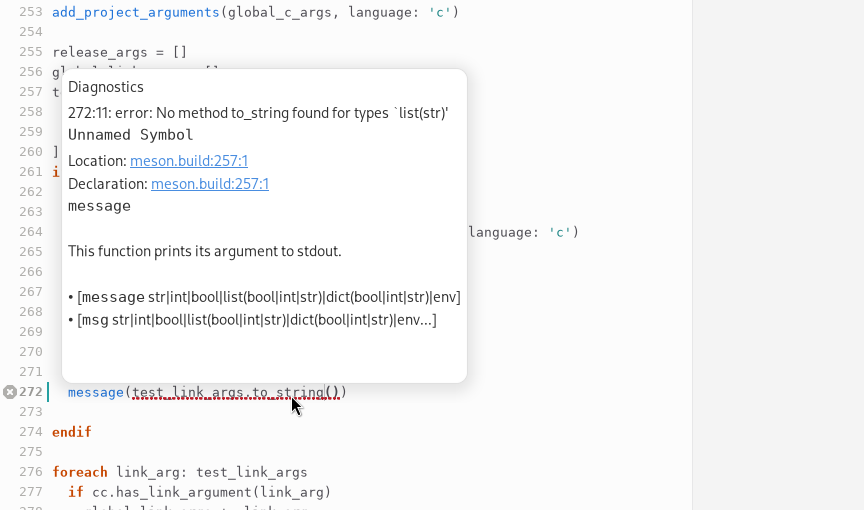 253 add_project_arguments(global_c_args, language: 'c')
254
255 release_args = []
256 g
257 t
258
259
260 ]
261 i
262
263
264 language: 'c')
265
266
267
268
269
270
271
Diagnostics
272:11: error: No method to_string found for types `list(str)'
Unnamed Symbol
Location: meson.build:257:1
Declaration: meson.build:257:1
message
This function prints its argument to stdout.
• [message str|int|bool|list(bool|int|str)|dict(bool|int|str)|env]
• [msg str|int|bool|list(bool|int|str)|dict(bool|int|str)|env...]
272 message(test_link_args.to_string())
273
274 endif
275
276 foreach link_arg: test_link_args
277 if cc.has_link_argument(link_arg)